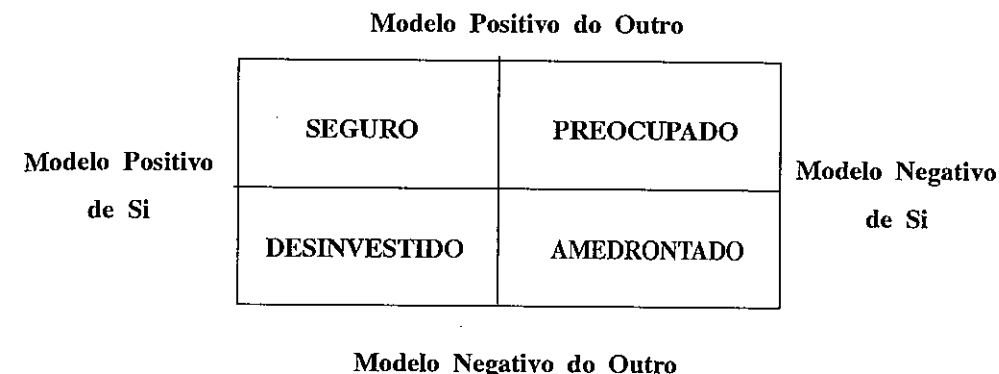 Modelo Positivo do Outro
SEGURO
PREOCUPADO
Modelo Positivo
de Si
Modelo Negativo
de Si
DESINVESTIDO
AMEDRONTADO
Modelo Negativo do Outro